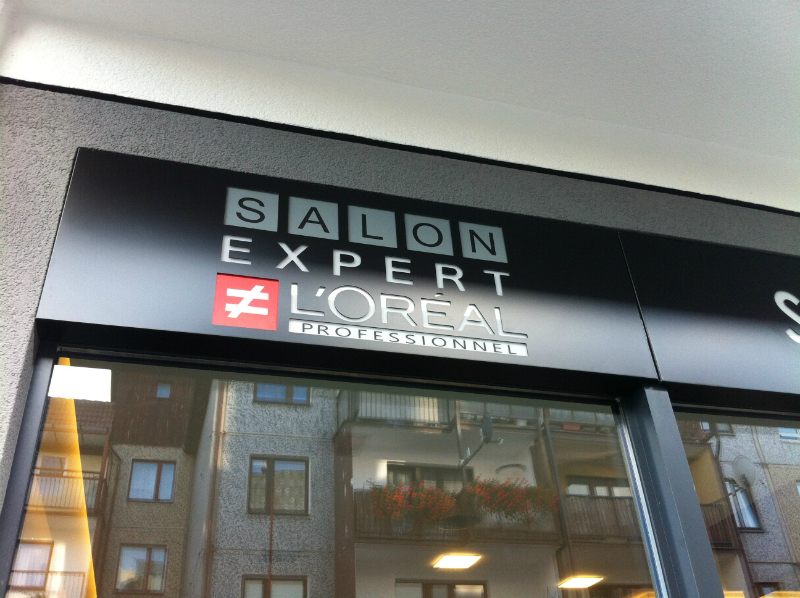 SALON
EXPERT
≠ L'ORÉAL
PROFESSIONNEL
S